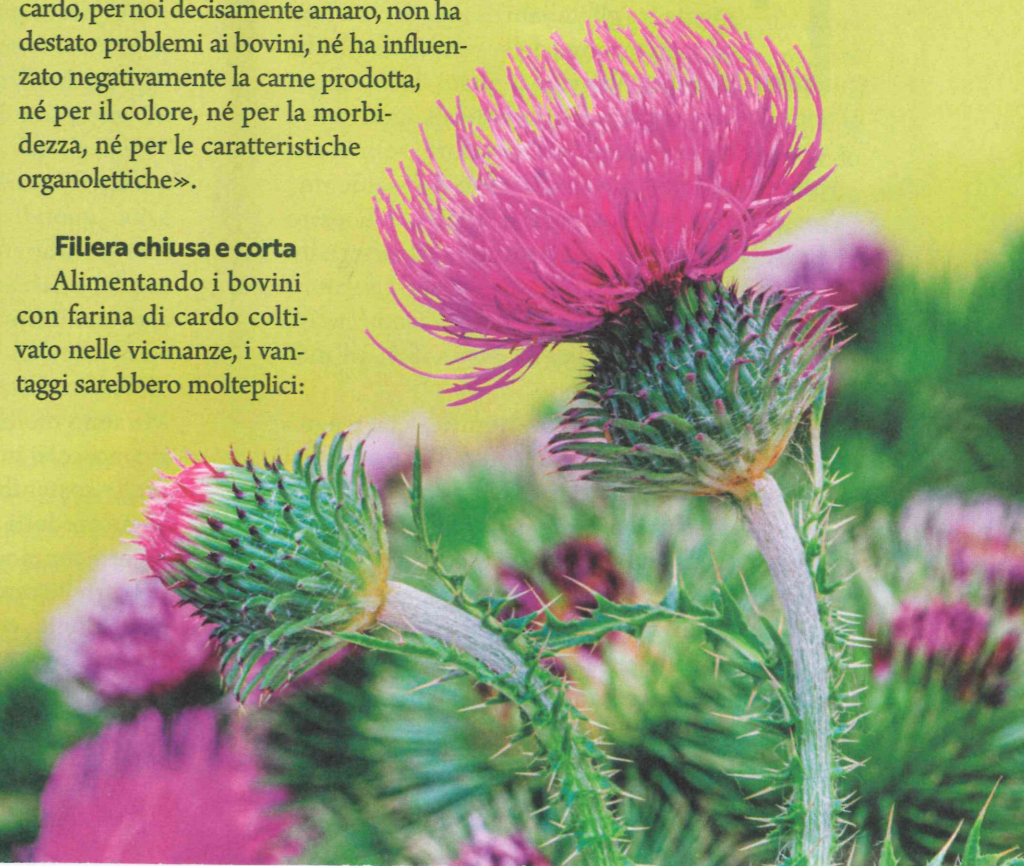 cardo, per noi decisamente amaro, non ha
destato problemi ai bovini, né ha influen-
zato negativamente la carne prodotta,
né per il colore, né per la morbi-
dezza, né per le caratteristiche
organolettiche».
Filiera chiusa e corta
Alimentando i bovini
con farina di cardo colti-
vato nelle vicinanze, i van-
taggi sarebbero molteplici: